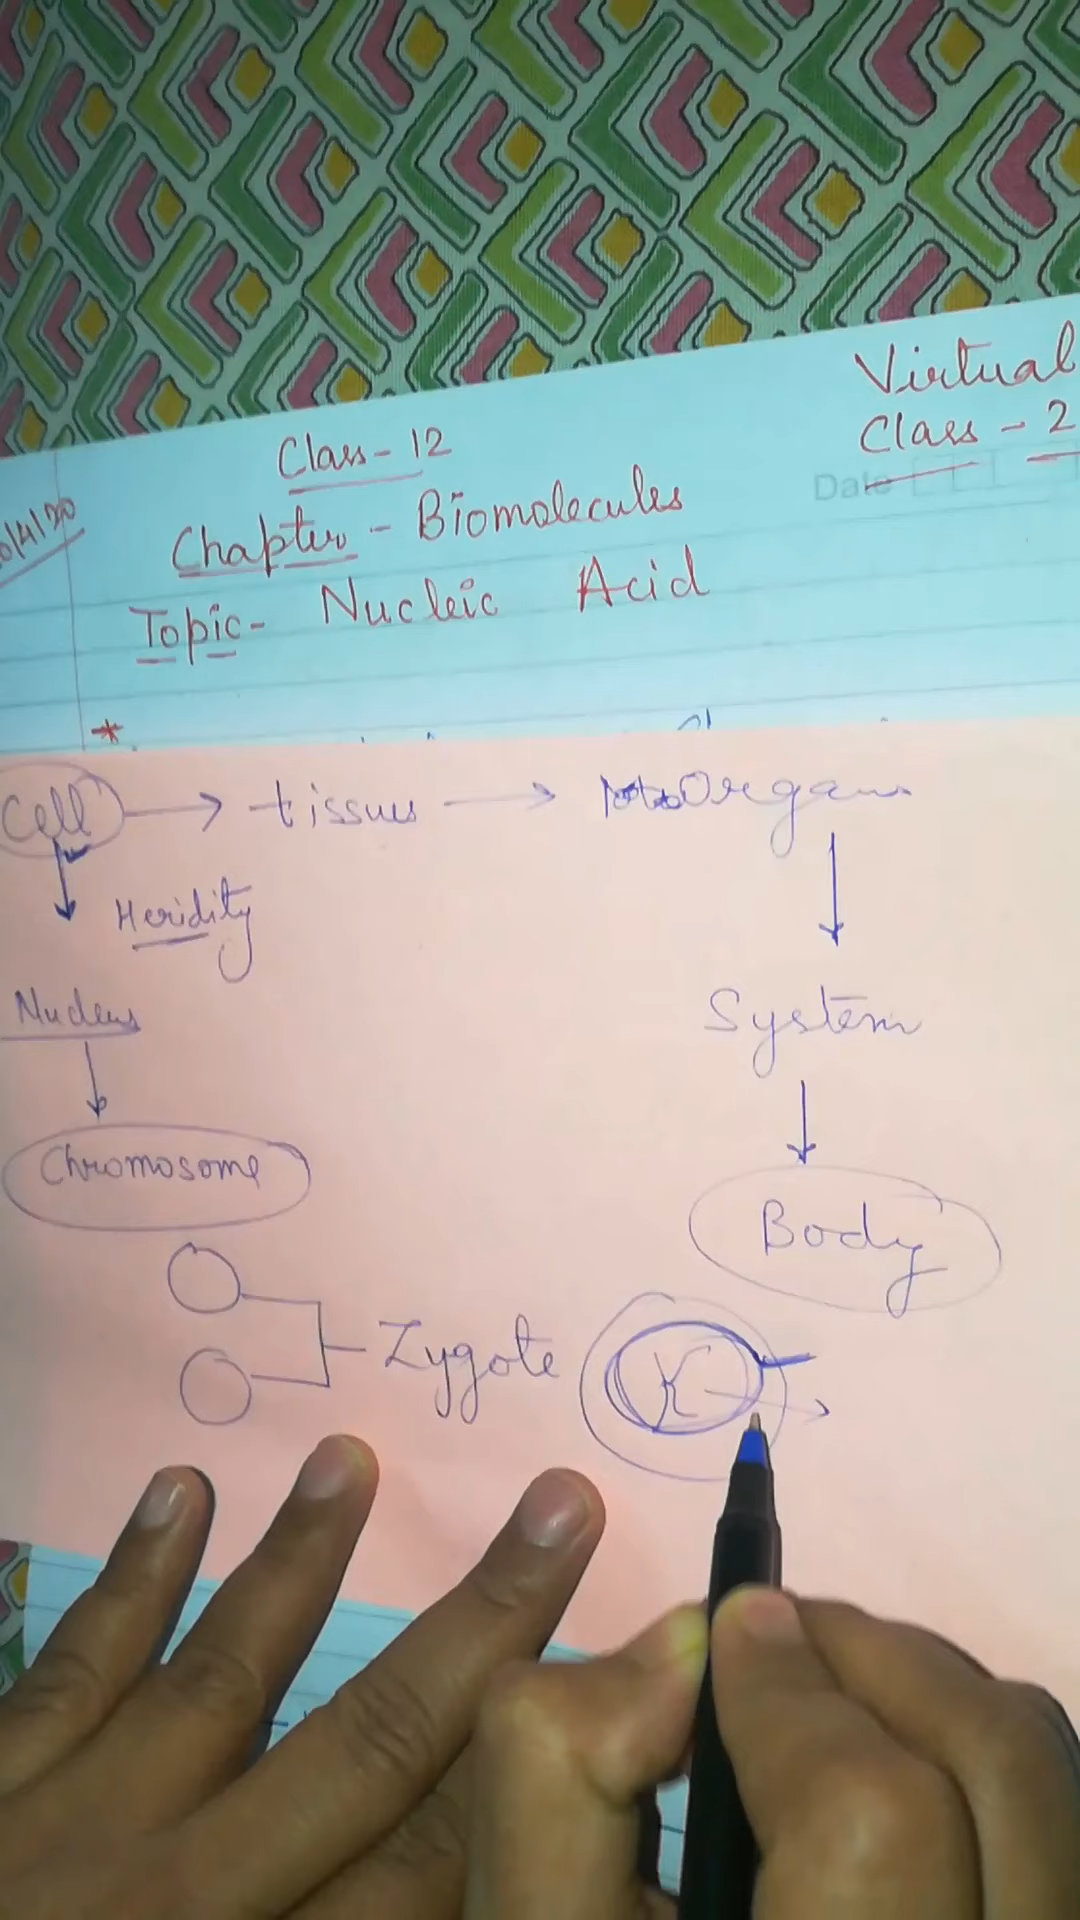 Virtual
Class - 2
Date
Class - 12
Chapter - Biomolecules
Topic - Nucleic Acid
*
Cell → tissues → Organs
Heridity
Nucleus
System
Chromosome
Body
Zygote
K